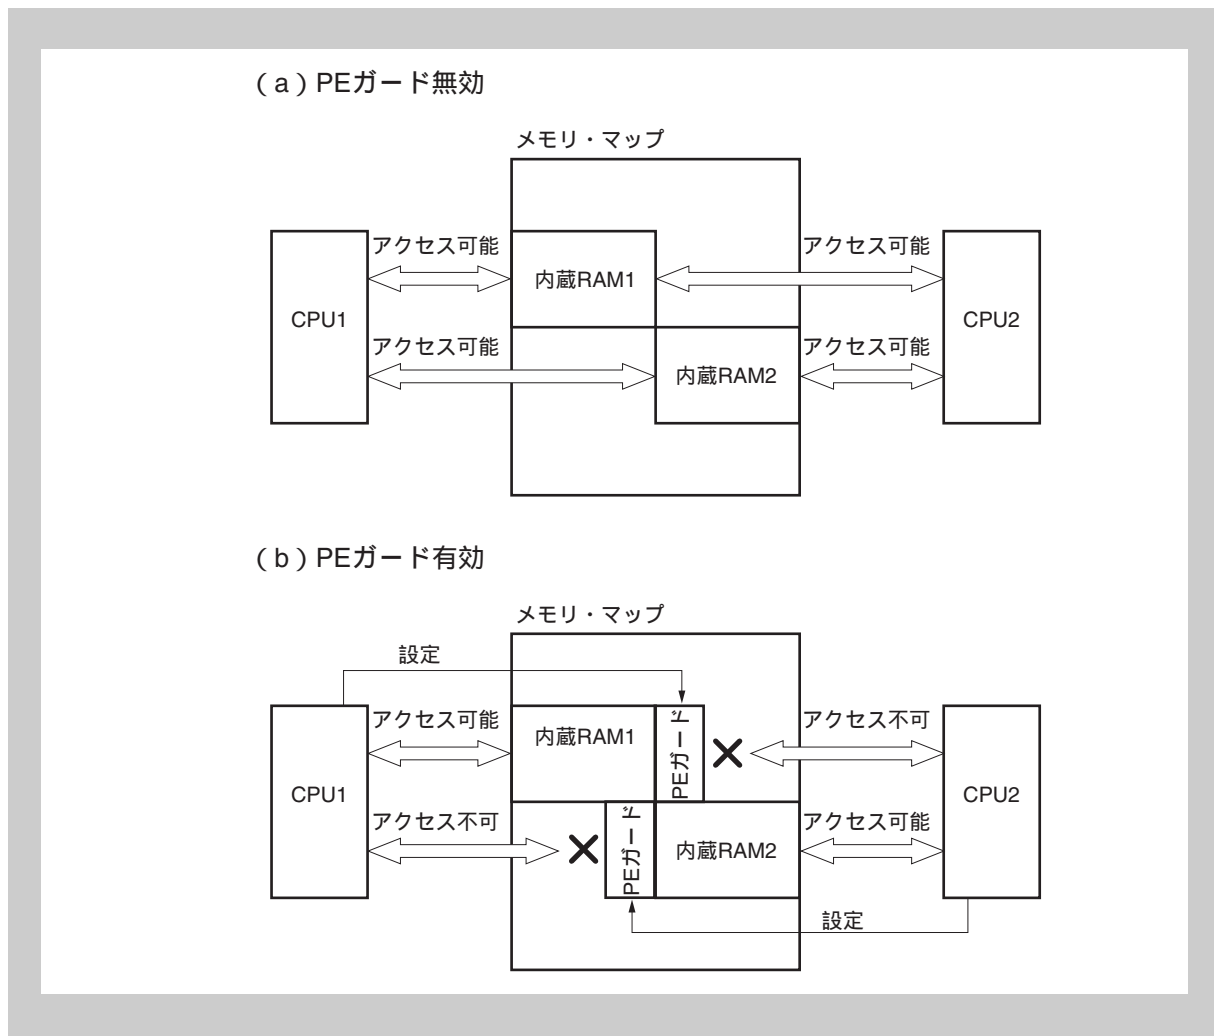 （a）PEガード無効
メモリ・マップ
アクセス可能
アクセス可能
内蔵RAM1
CPU1
CPU2
アクセス可能
アクセス可能
内蔵RAM2
（b）PEガード有効
メモリ・マップ
設定
アクセス可能
内蔵RAM1
PEガード
アクセス不可
CPU1
CPU2
アクセス不可
PEガード
内蔵RAM2
アクセス可能
設定